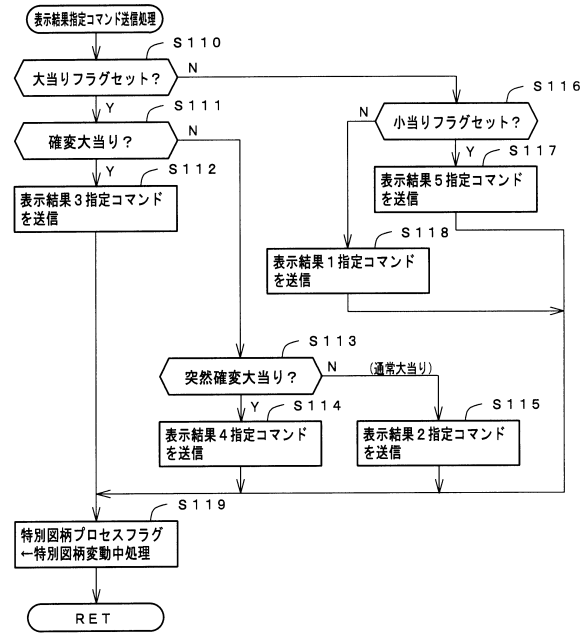 表示結果指定コマンド送信処理
S110
大当りフラグセット?
N
Y
S111
確変大当り?
N
Y
S112
表示結果3指定コマンド
を送信
S116
小当りフラグセット?
N
Y
S117
表示結果5指定コマンド
を送信
S118
表示結果1指定コマンド
を送信
S113
突然確変大当り?
N
(通常大当り)
Y
S114
表示結果4指定コマンド
を送信
S115
表示結果2指定コマンド
を送信
S119
特別図柄プロセスフラグ
←特別図柄変動中処理
RET